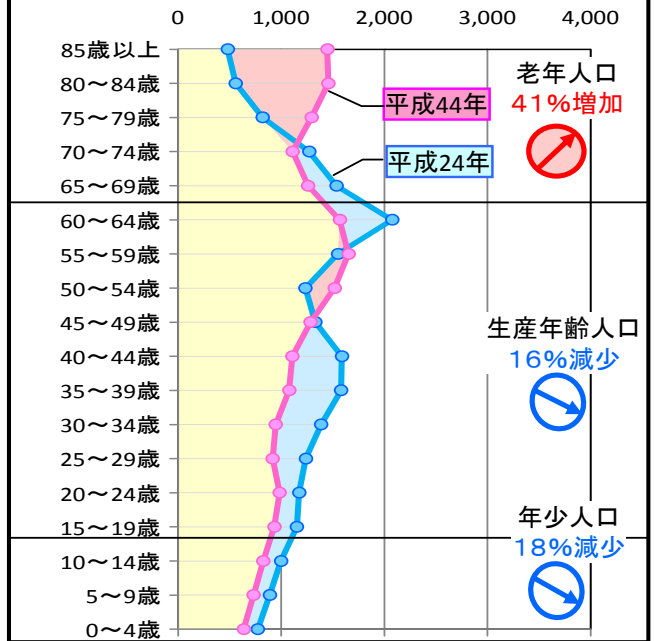 0 1,000 2,000 3,000 4,000
85歳以上
80～84歳
75～79歳
70～74歳
65～69歳
60～64歳
55～59歳
50～54歳
45～49歳
40～44歳
35～39歳
30～34歳
25～29歳
20～24歳
15～19歳
10～14歳
5～9歳
0～4歳
平成44年
平成24年
老年人口
41%増加
生産年齢人口
16%減少
年少人口
18%減少